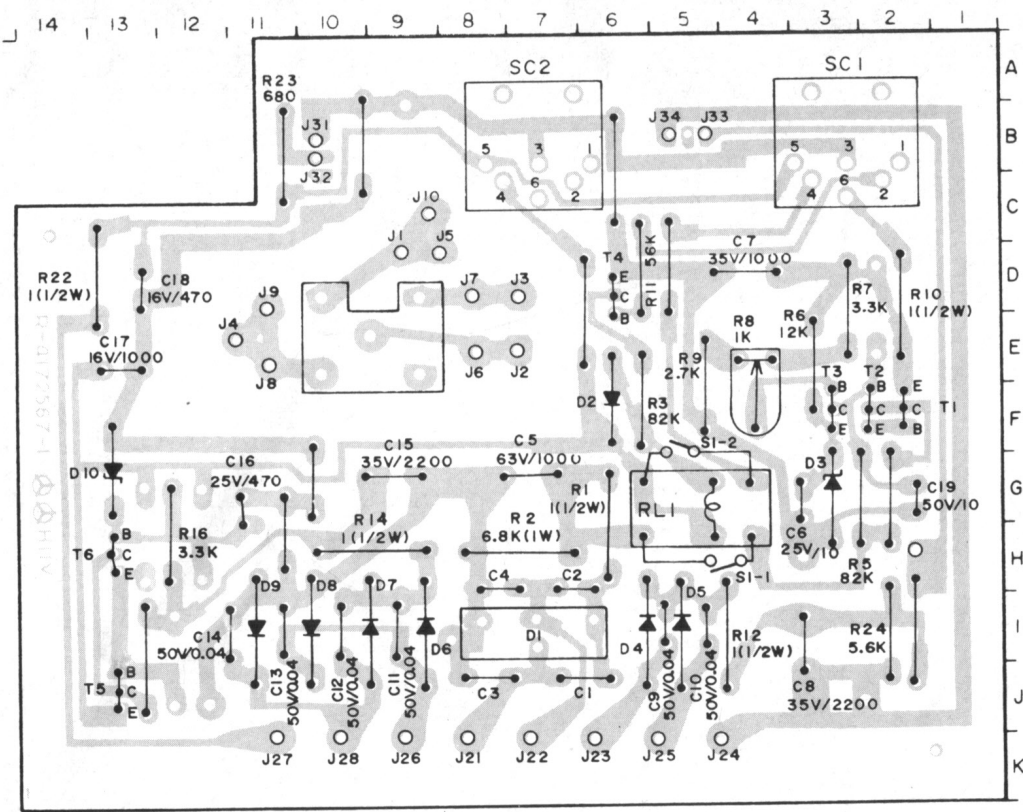 14 13 12 11 10 9 8 7 6 5 4 3 2 1
A
SC2
SC1
R23
680
J31
J34 J33
B
5 3 1
5 3 1
J32
4 6 2
4 6 2
J10
C
J1 J5
T4
56K
C7
35V/1000
R22
1(1/2W)
C18
16V/470
J9
J7 J3
E
C
B
R11
R7
3.3K
R10
1(1/2W)
D
J4
R8
1K
R6
12K
C17
16V/1000
J8
J6 J2
R9
2.7K
E
T3 B
C
E
T2 B
C
E
E
C
B
T1
D2
R3
82K
F
S1-2
D10
C16
25V/470
C15
35V/2200
C5
63V/1000
D3
R1
1(1/2W)
RL1
C19
50V/10
G
R16
3.3K
R14
1(1/2W)
R2
6.8K(1W)
C6
25V/10
B
T6 C
E
H
S1-1
R5
82K
D9 D8 D7
C4 C2
D5
C14
50V/0.04
D6
D1
D4
R12
1(1/2W)
R24
5.6K
I
B
T5 C
E
C13
50V/0.04
C12
50V/0.04
C11
50V/0.04
C3 C1
C9
50V/0.04
C10
50V/0.04
C8
35V/2200
J
J27 J28 J26 J21 J22 J23 J25 J24
K